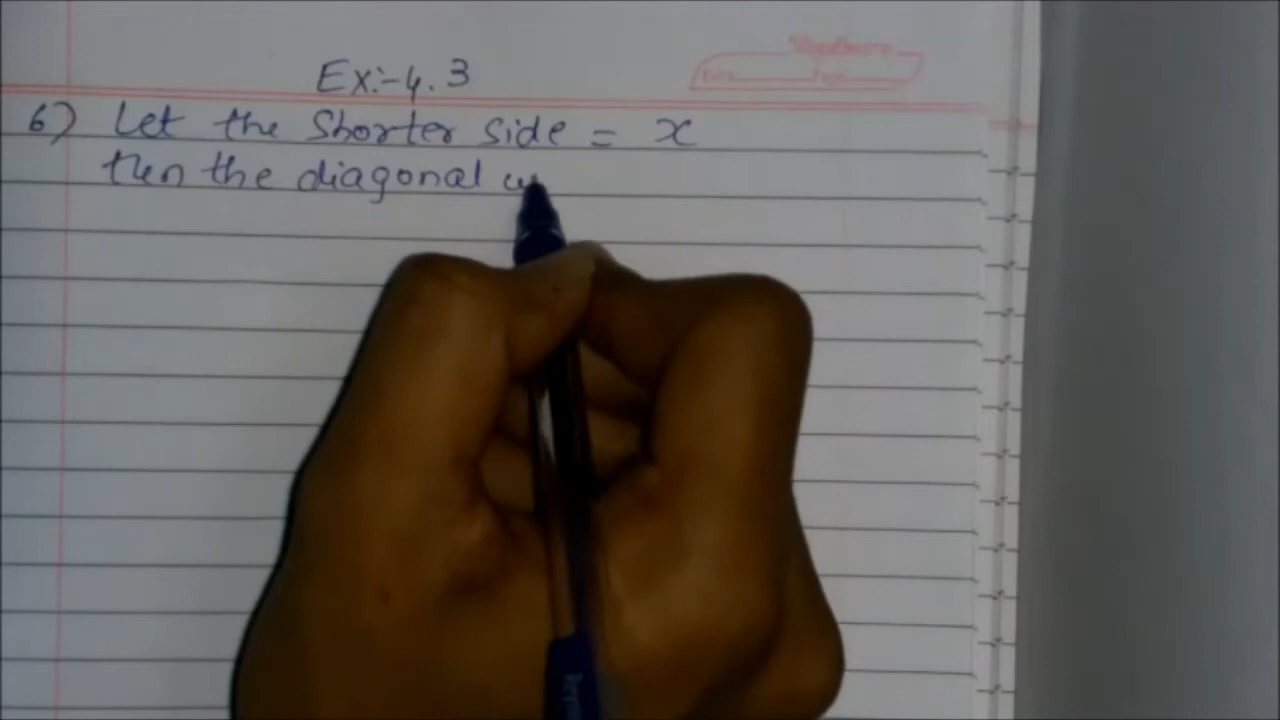 Ex:-4.3
6) Let the Shorter side = x
then the diagonal